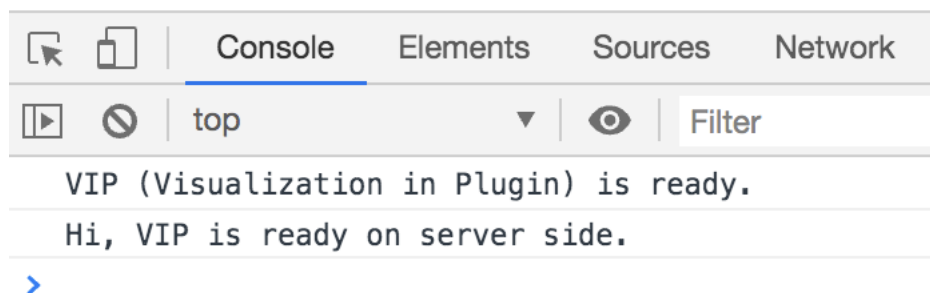 Console Elements Sources Network
top Filter
VIP (Visualization in Plugin) is ready.
Hi, VIP is ready on server side.